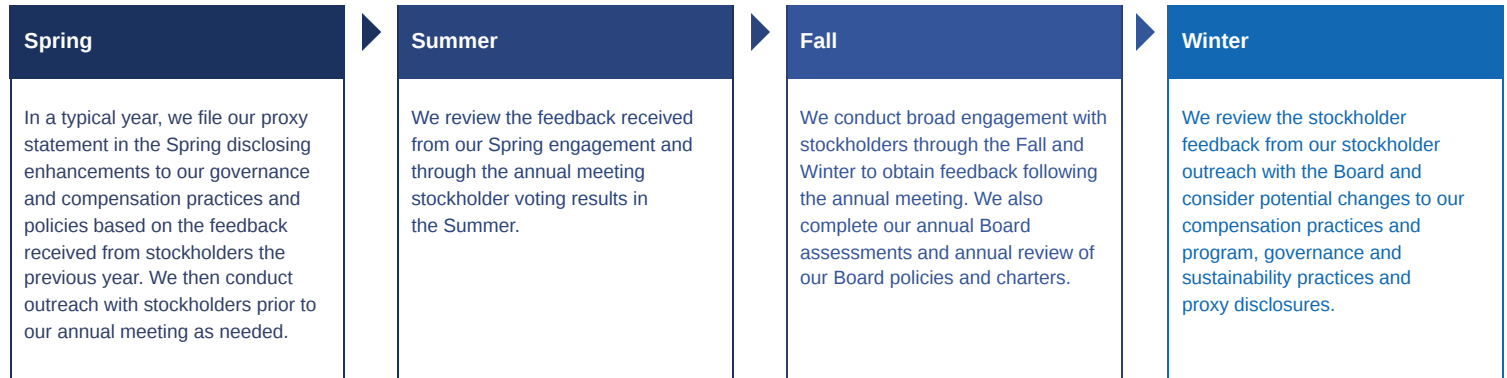 Spring
In a typical year, we file our proxy
statement in the Spring disclosing
enhancements to our governance
and compensation practices and
policies based on the feedback
received from stockholders the
previous year. We then conduct
outreach with stockholders prior to
our annual meeting as needed.
Summer
We review the feedback received
from our Spring engagement and
through the annual meeting
stockholder voting results in
the Summer.
Fall
We conduct broad engagement with
stockholders through the Fall and
Winter to obtain feedback following
the annual meeting. We also
complete our annual Board
assessments and annual review of
our Board policies and charters.
Winter
We review the stockholder
feedback from our stockholder
outreach with the Board and
consider potential changes to our
compensation practices and
program, governance and
sustainability practices and
proxy disclosures.